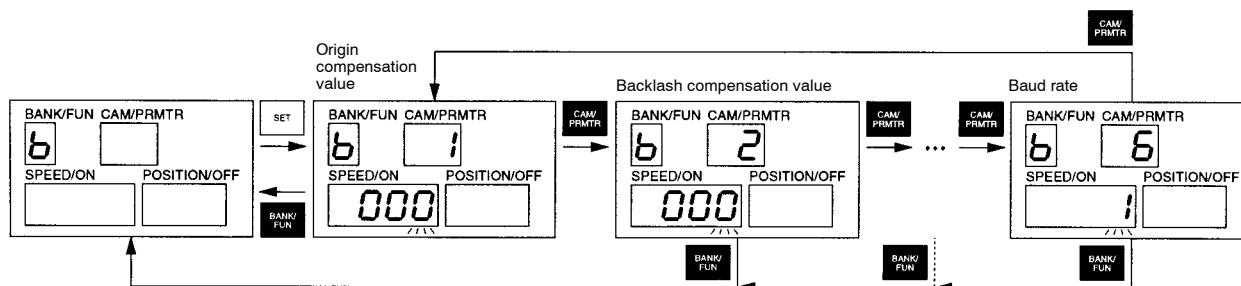 CAM/
PRMTR
Origin
compensation
value
Backlash compensation value
Baud rate
BANK/FUN CAM/PRMTR
b
SPEED/ON POSITION/OFF
SET
BANK/
FUN
BANK/FUN CAM/PRMTR
b 1
SPEED/ON POSITION/OFF
000
CAM/
PRMTR
BANK/FUN CAM/PRMTR
b 2
SPEED/ON POSITION/OFF
000
BANK/
FUN
CAM/
PRMTR
...
CAM/
PRMTR
BANK/
FUN
BANK/FUN CAM/PRMTR
b 6
SPEED/ON POSITION/OFF
1
BANK/
FUN